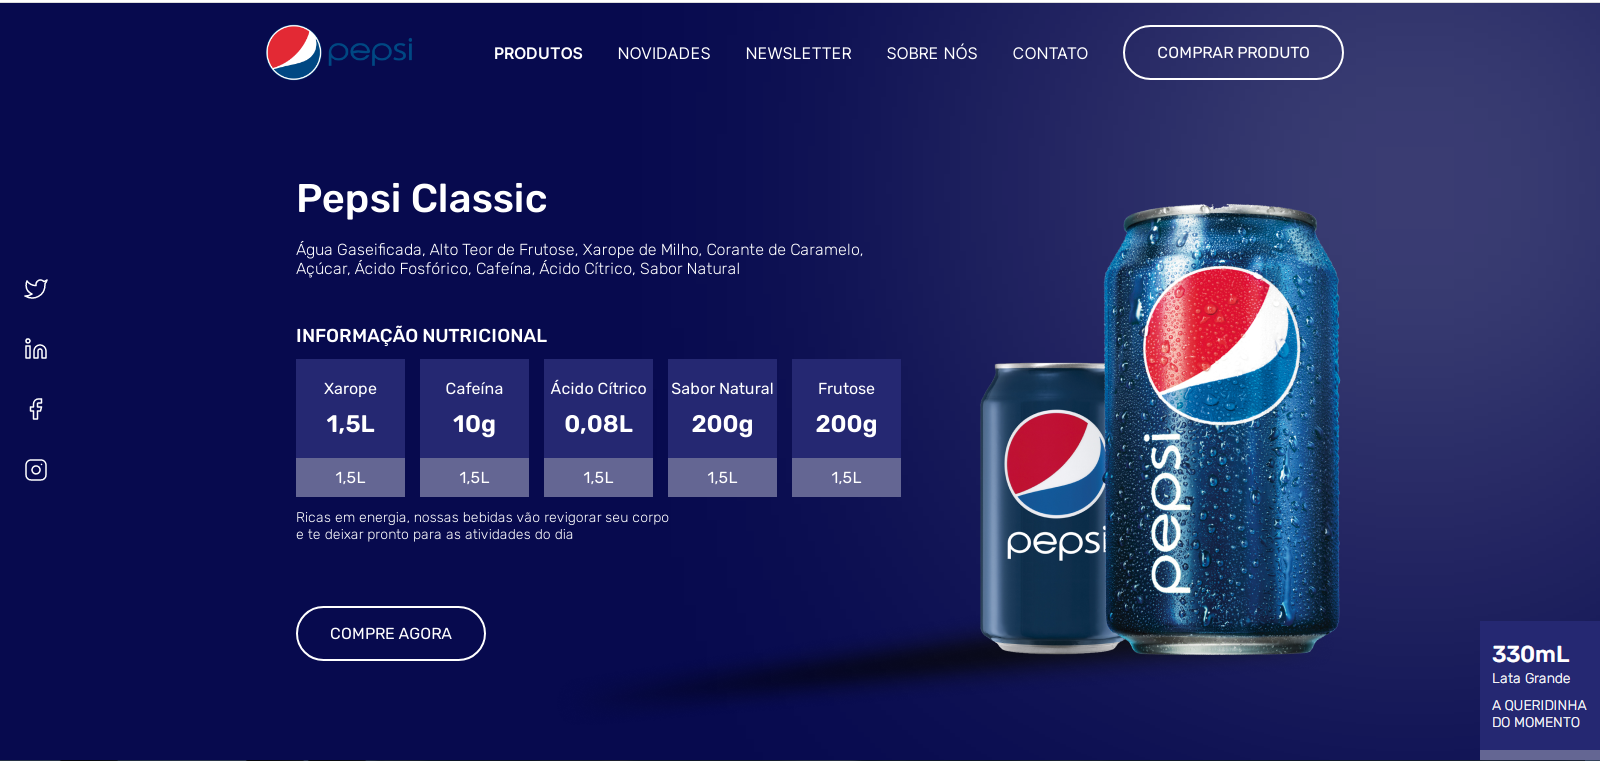 pepsi
PRODUTOS
NOVIDADES
NEWSLETTER
SOBRE NÓS
CONTATO
COMPRAR PRODUTO
Pepsi Classic
Água Gaseificada, Alto Teor de Frutose, Xarope de Milho, Corante de Caramelo,
Açúcar, Ácido Fosfórico, Cafeína, Ácido Cítrico, Sabor Natural
INFORMAÇÃO NUTRICIONAL
Xarope
1,5L
1,5L
Cafeína
10g
1,5L
Ácido Cítrico
0,08L
1,5L
Sabor Natural
200g
1,5L
Frutose
200g
1,5L
Ricas em energia, nossas bebidas vão revigorar seu corpo
e te deixar pronto para as atividades do dia
COMPRE AGORA
pepsi
pepsi
330mL
Lata Grande
A QUERIDINHA
DO MOMENTO